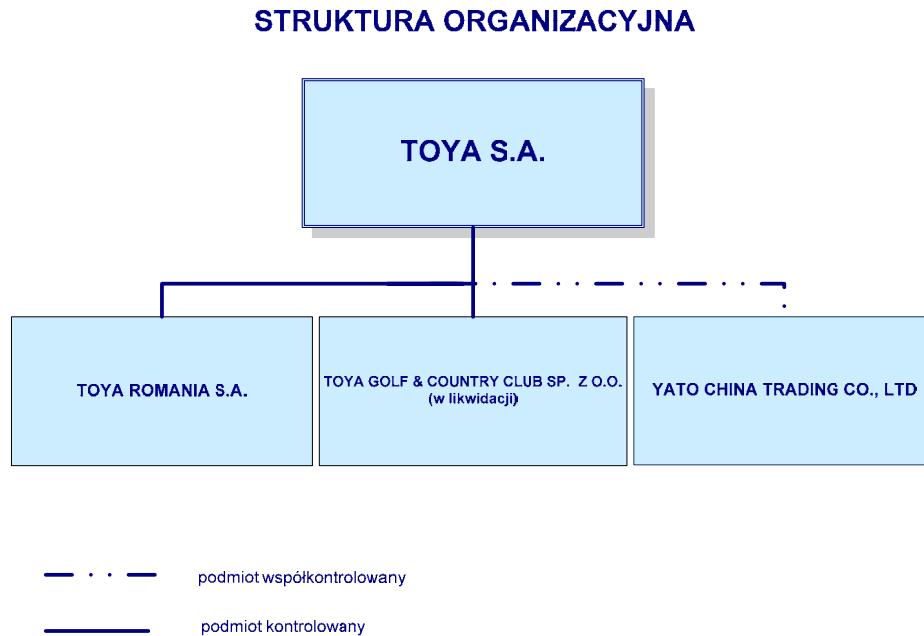 STRUKTURA ORGANIZACYJNA
TOYA S.A.
TOYA ROMANIA S.A.
TOYA GOLF & COUNTRY CLUB SP. Z O.O.
(w likwidacji)
YATO CHINA TRADING CO., LTD
podmiot współkontrolowany
podmiot kontrolowany